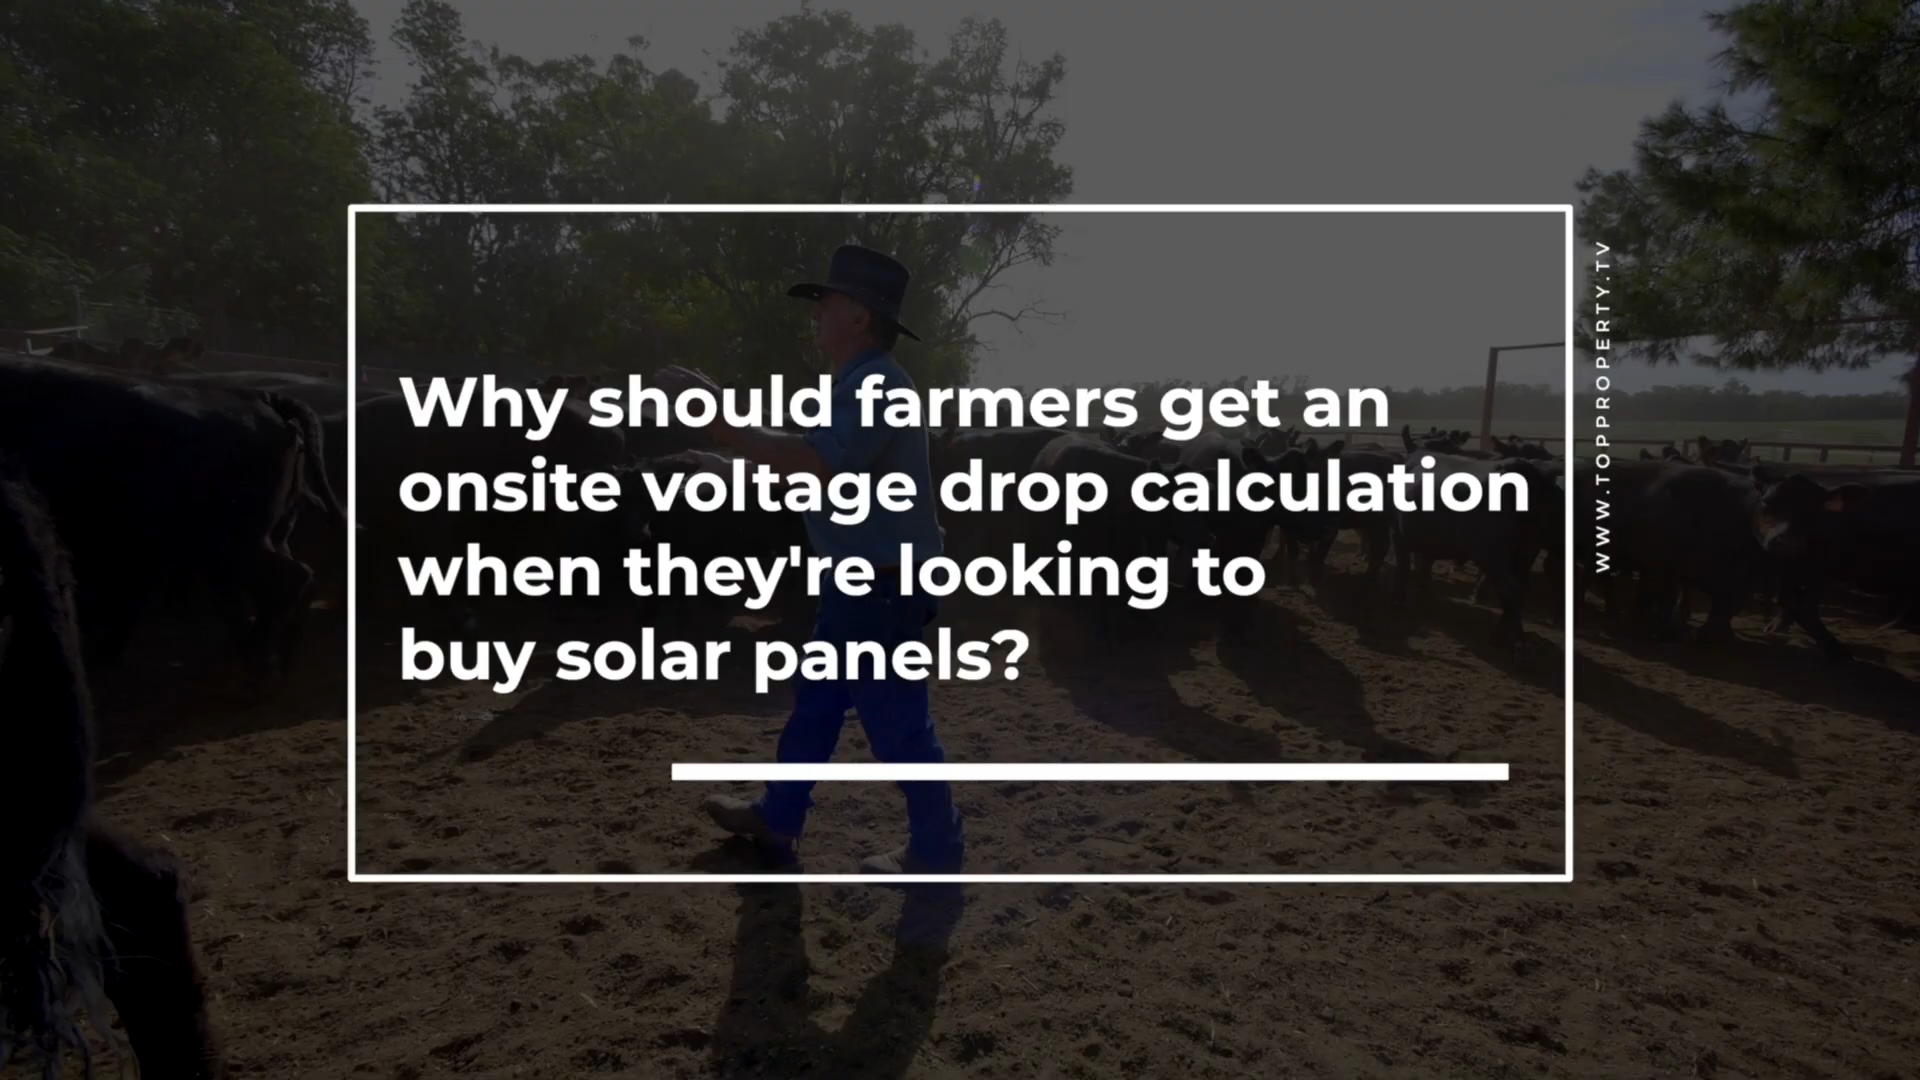 Why should farmers get an
onsite voltage drop calculation
when they're looking to
buy solar panels?
WWW.TOPPROPERTY.TV